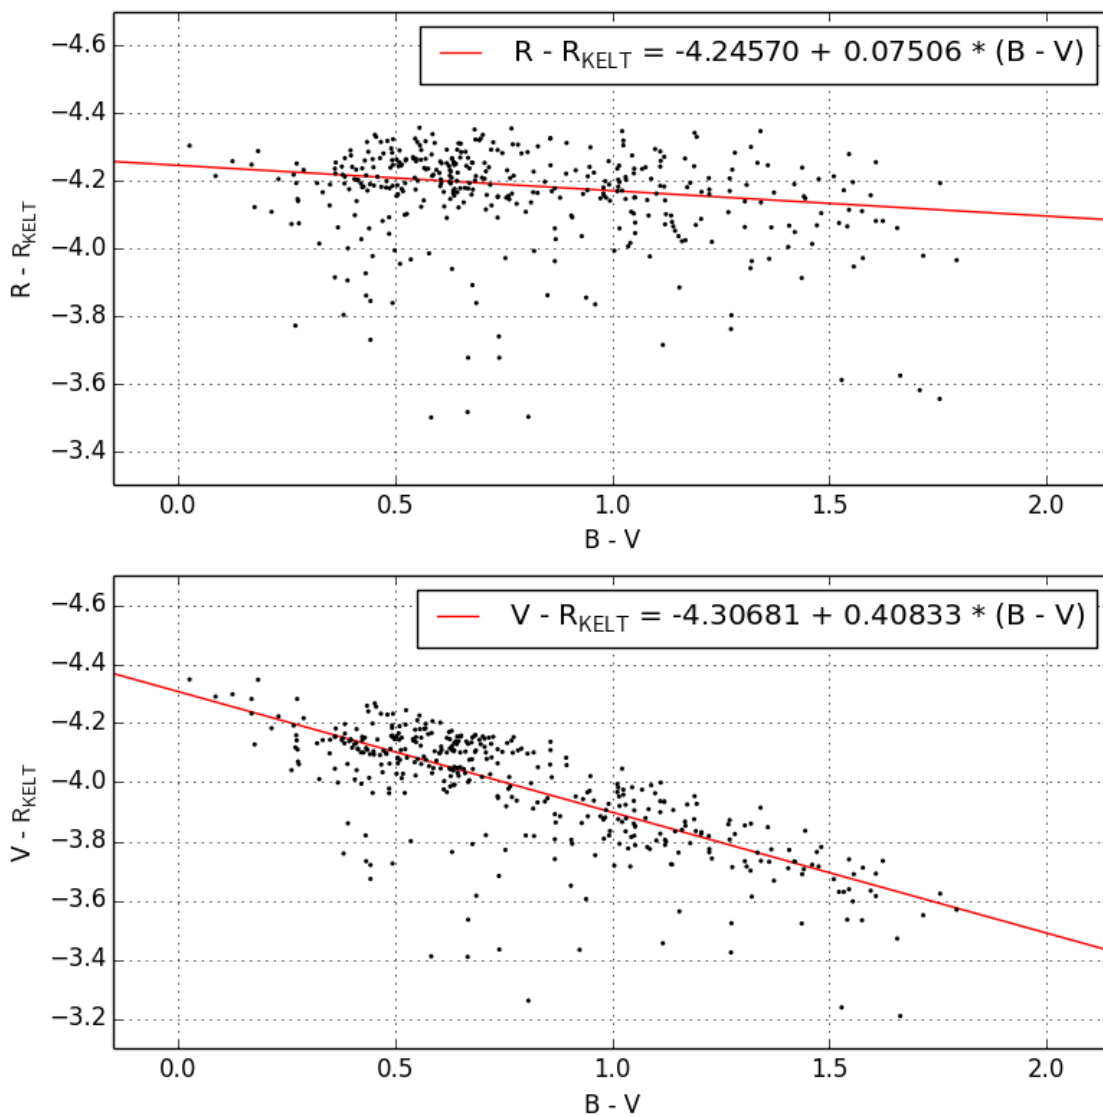 −4.6
R - R_KELT = -4.24570 + 0.07506 * (B - V)
−4.4
−4.2
−4.0
−3.8
−3.6
−3.4
R - R_KELT
0.0 0.5 1.0 1.5 2.0
B - V
−4.6
V - R_KELT = -4.30681 + 0.40833 * (B - V)
−4.4
−4.2
−4.0
−3.8
−3.6
−3.4
−3.2
V - R_KELT
0.0 0.5 1.0 1.5 2.0
B - V